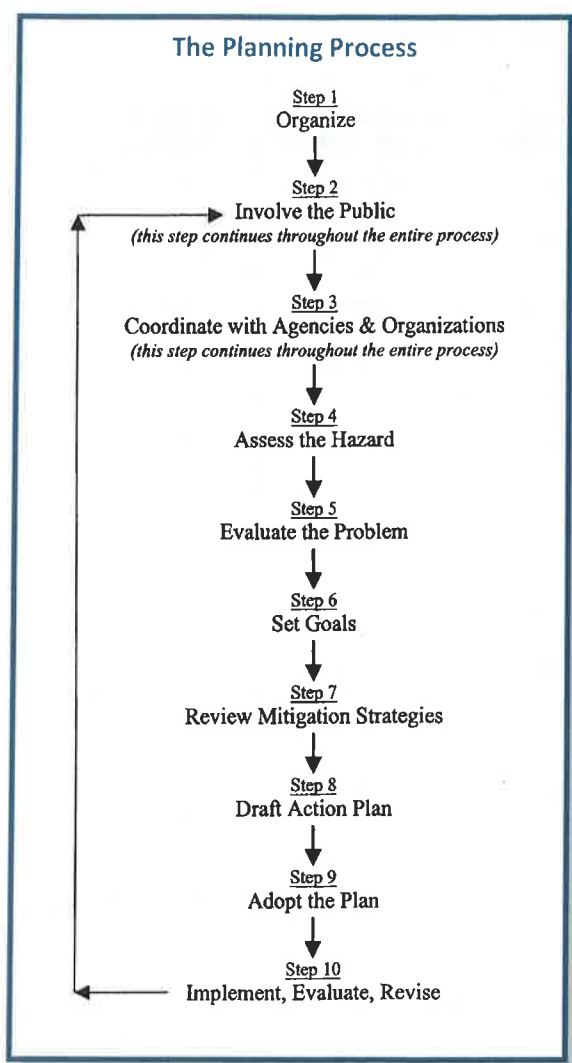 The Planning Process
Step 1
Organize
Step 2
Involve the Public
(this step continues throughout the entire process)
Step 3
Coordinate with Agencies & Organizations
(this step continues throughout the entire process)
Step 4
Assess the Hazard
Step 5
Evaluate the Problem
Step 6
Set Goals
Step 7
Review Mitigation Strategies
Step 8
Draft Action Plan
Step 9
Adopt the Plan
Step 10
Implement, Evaluate, Revise